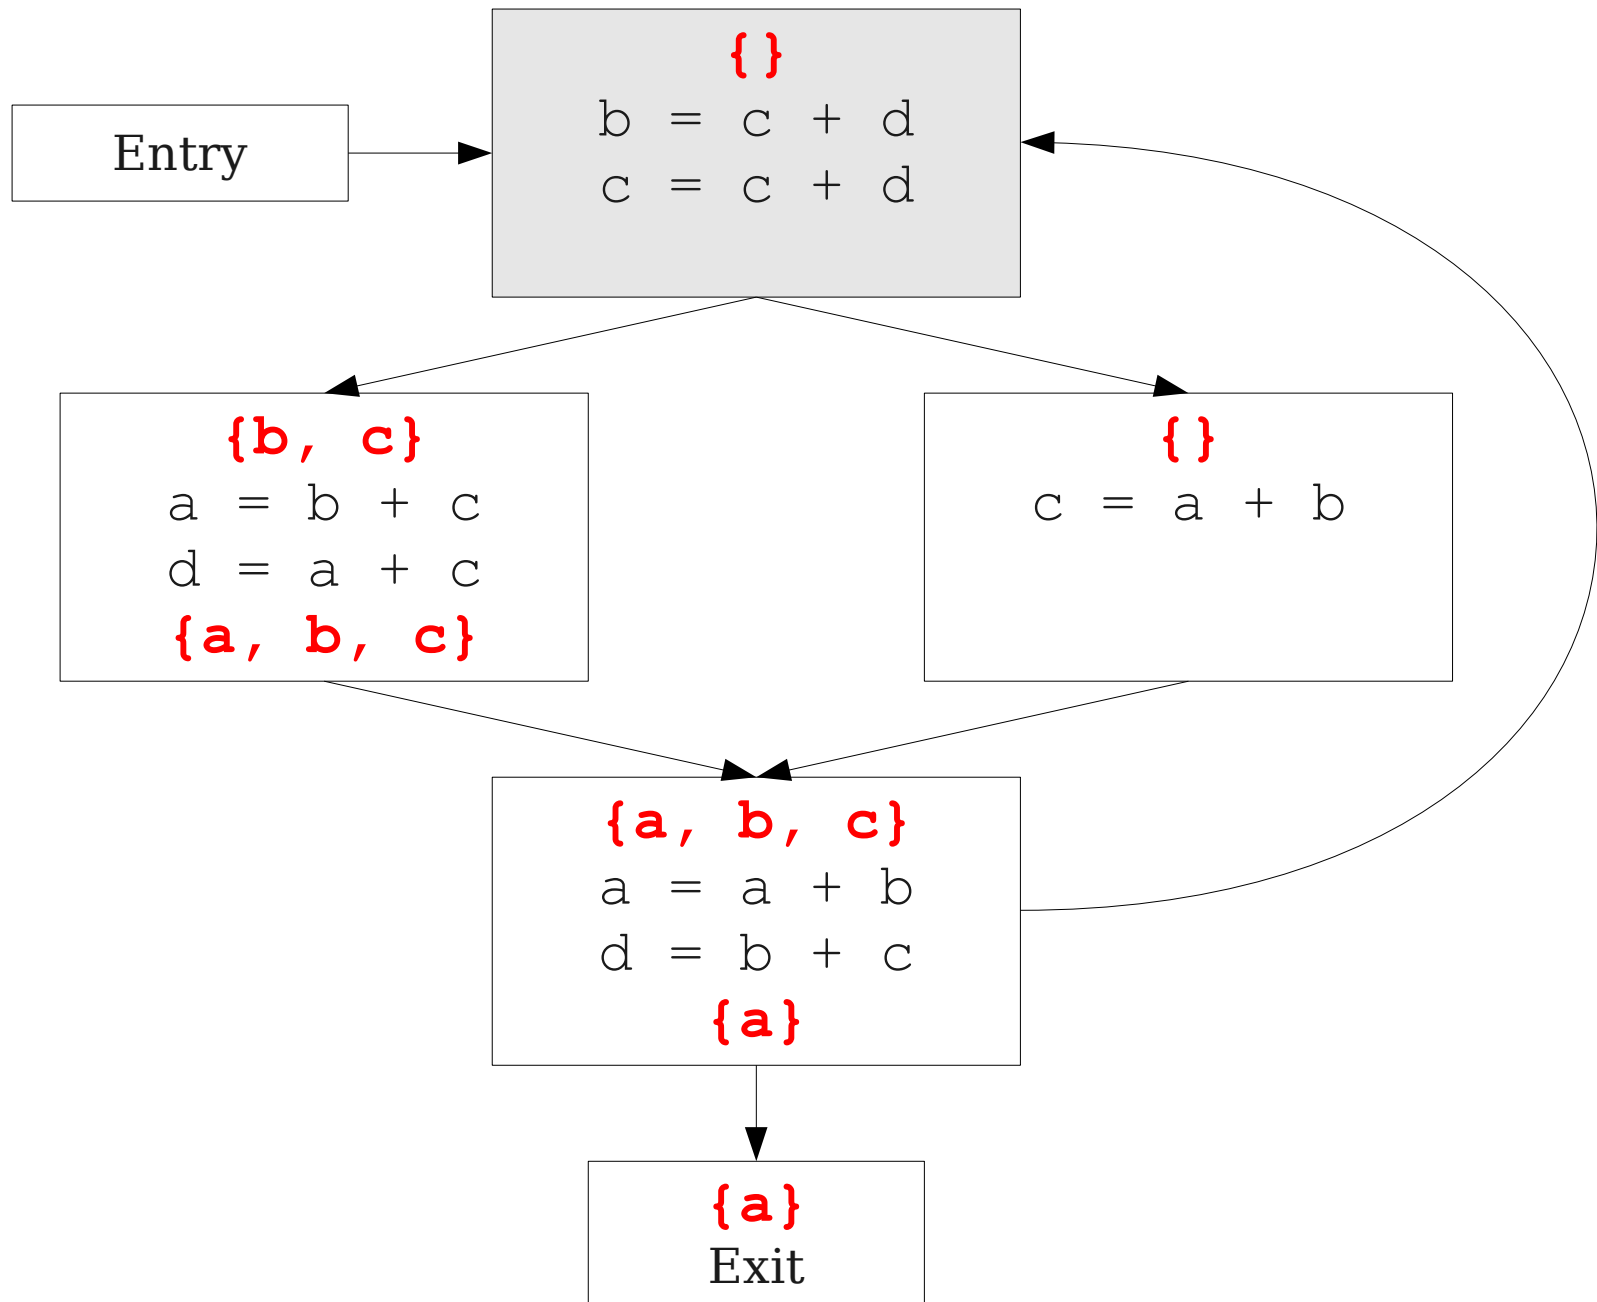 {}
b = c + d
c = c + d
Entry
{b, c}
a = b + c
d = a + c
{a, b, c}
{}
c = a + b
{a, b, c}
a = a + b
d = b + c
{a}
{a}
Exit